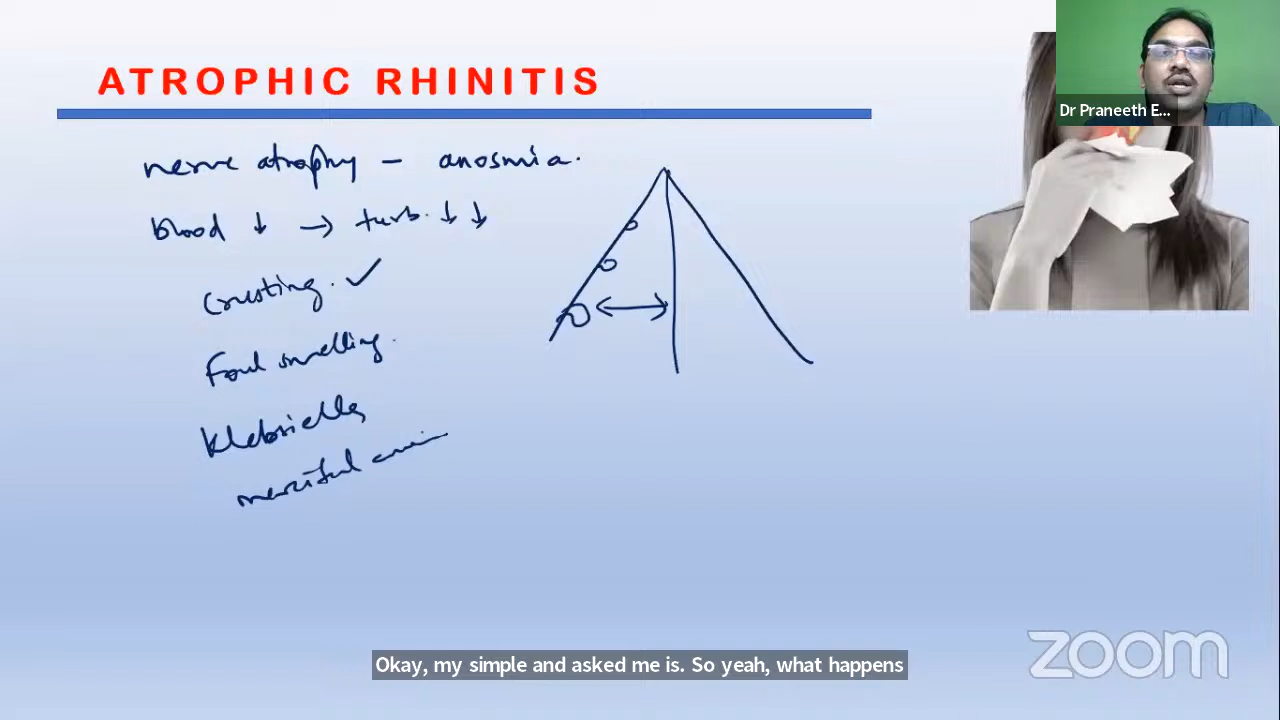 ATROPHIC RHINITIS
Dr Praneeth E...
nerve atrophy - anosmia.
blood ↓ → turb. ↓ ↓
Crusting. ✓
Foul smelling.
Klebsiella
merciful
Okay, my simple and asked me is. So yeah, what happens
zoom